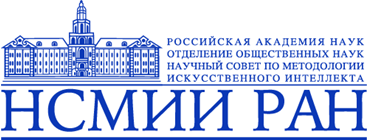 РОССИЙСКАЯ АКАДЕМИЯ НАУК
ОТДЕЛЕНИЕ ОБЩЕСТВЕННЫХ НАУК
НАУЧНЫЙ СОВЕТ ПО МЕТОДОЛОГИИ
ИСКУССТВЕННОГО ИНТЕЛЛЕКТА
НСМИИ РАН